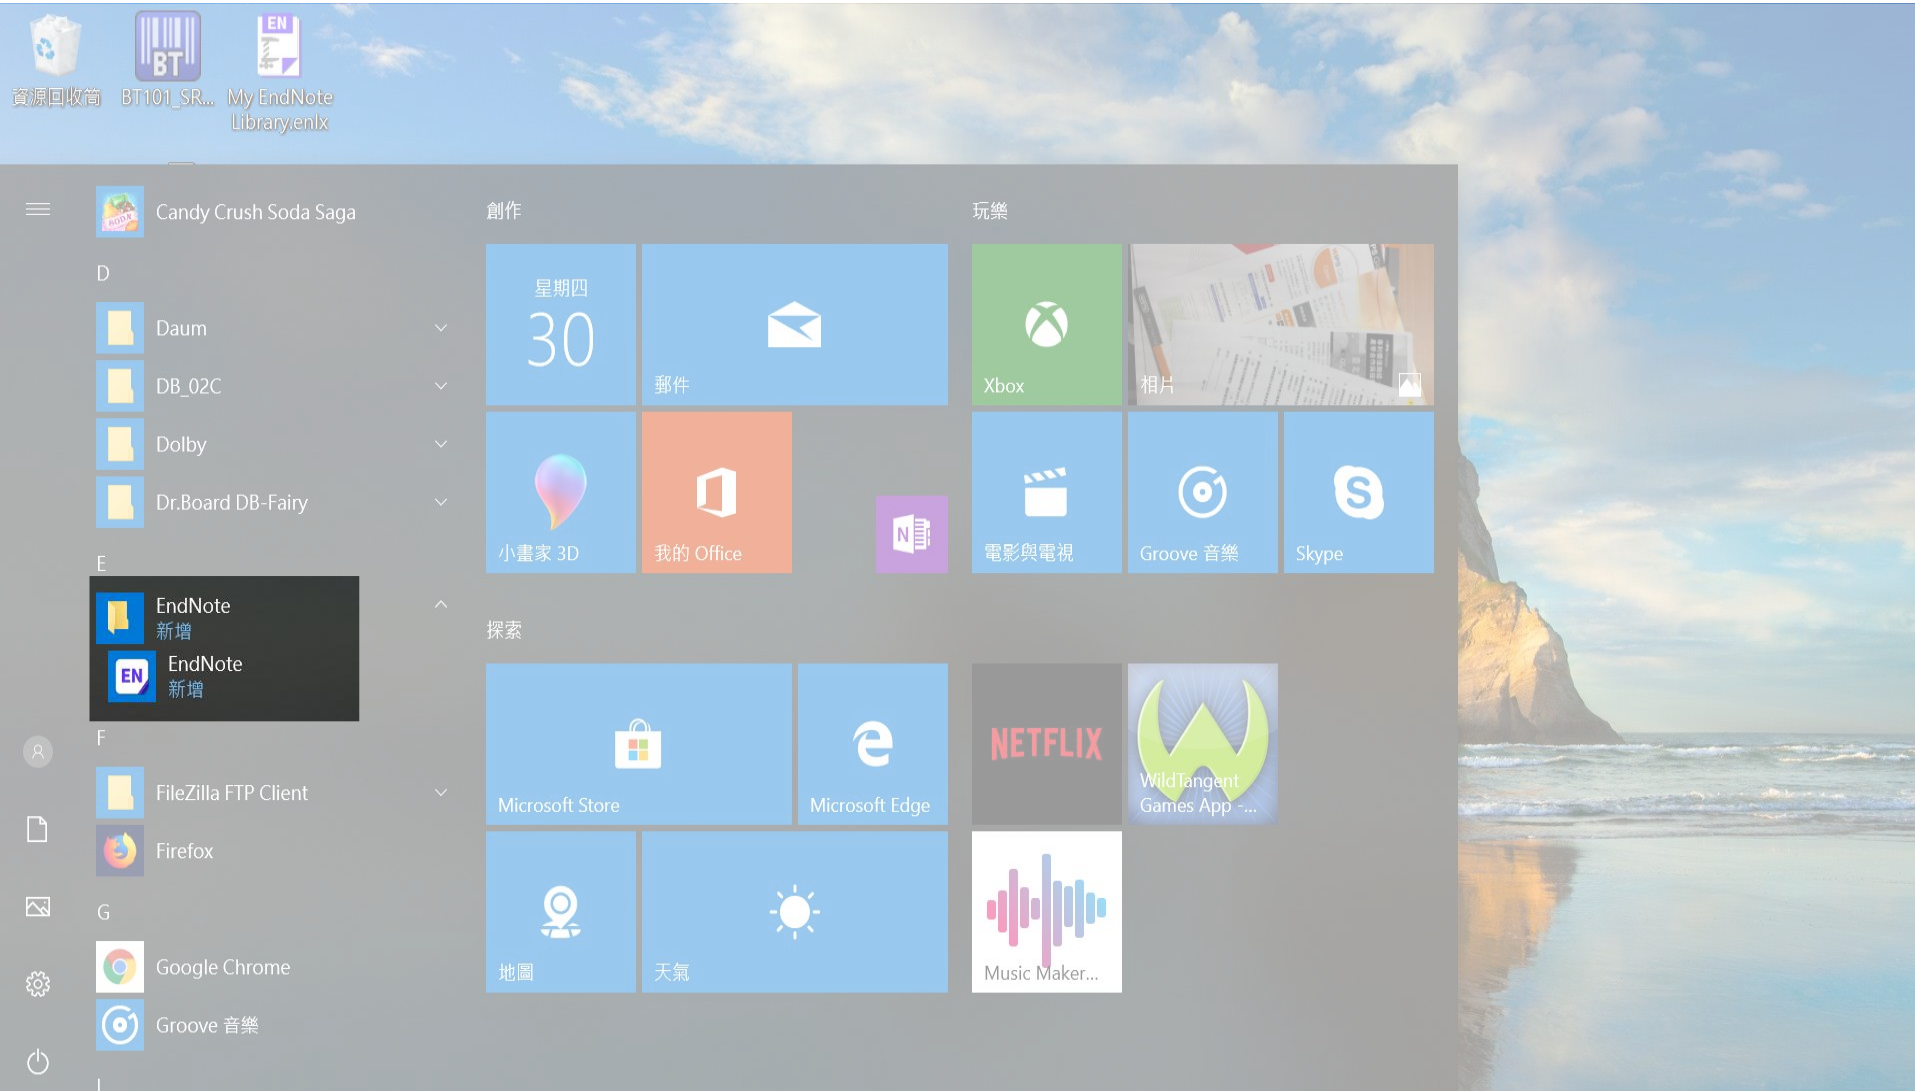 EN
BT
資源回收筒
BT101_SR...
My EndNote
Library.enlx
Candy Crush Soda Saga
D
Daum
DB_02C
Dolby
Dr.Board DB-Fairy
E
EndNote
新增
EN
EndNote
新增
F
FileZilla FTP Client
Firefox
G
Google Chrome
Groove 音樂
創作
星期四
30
郵件
小畫家 3D
我的 Office
N
玩樂
Xbox
相片
電影與電視
Groove 音樂
S
Skype
探索
Microsoft Store
Microsoft Edge
地圖
天氣
NETFLIX
WildTangent
Games App -...
Music Maker...